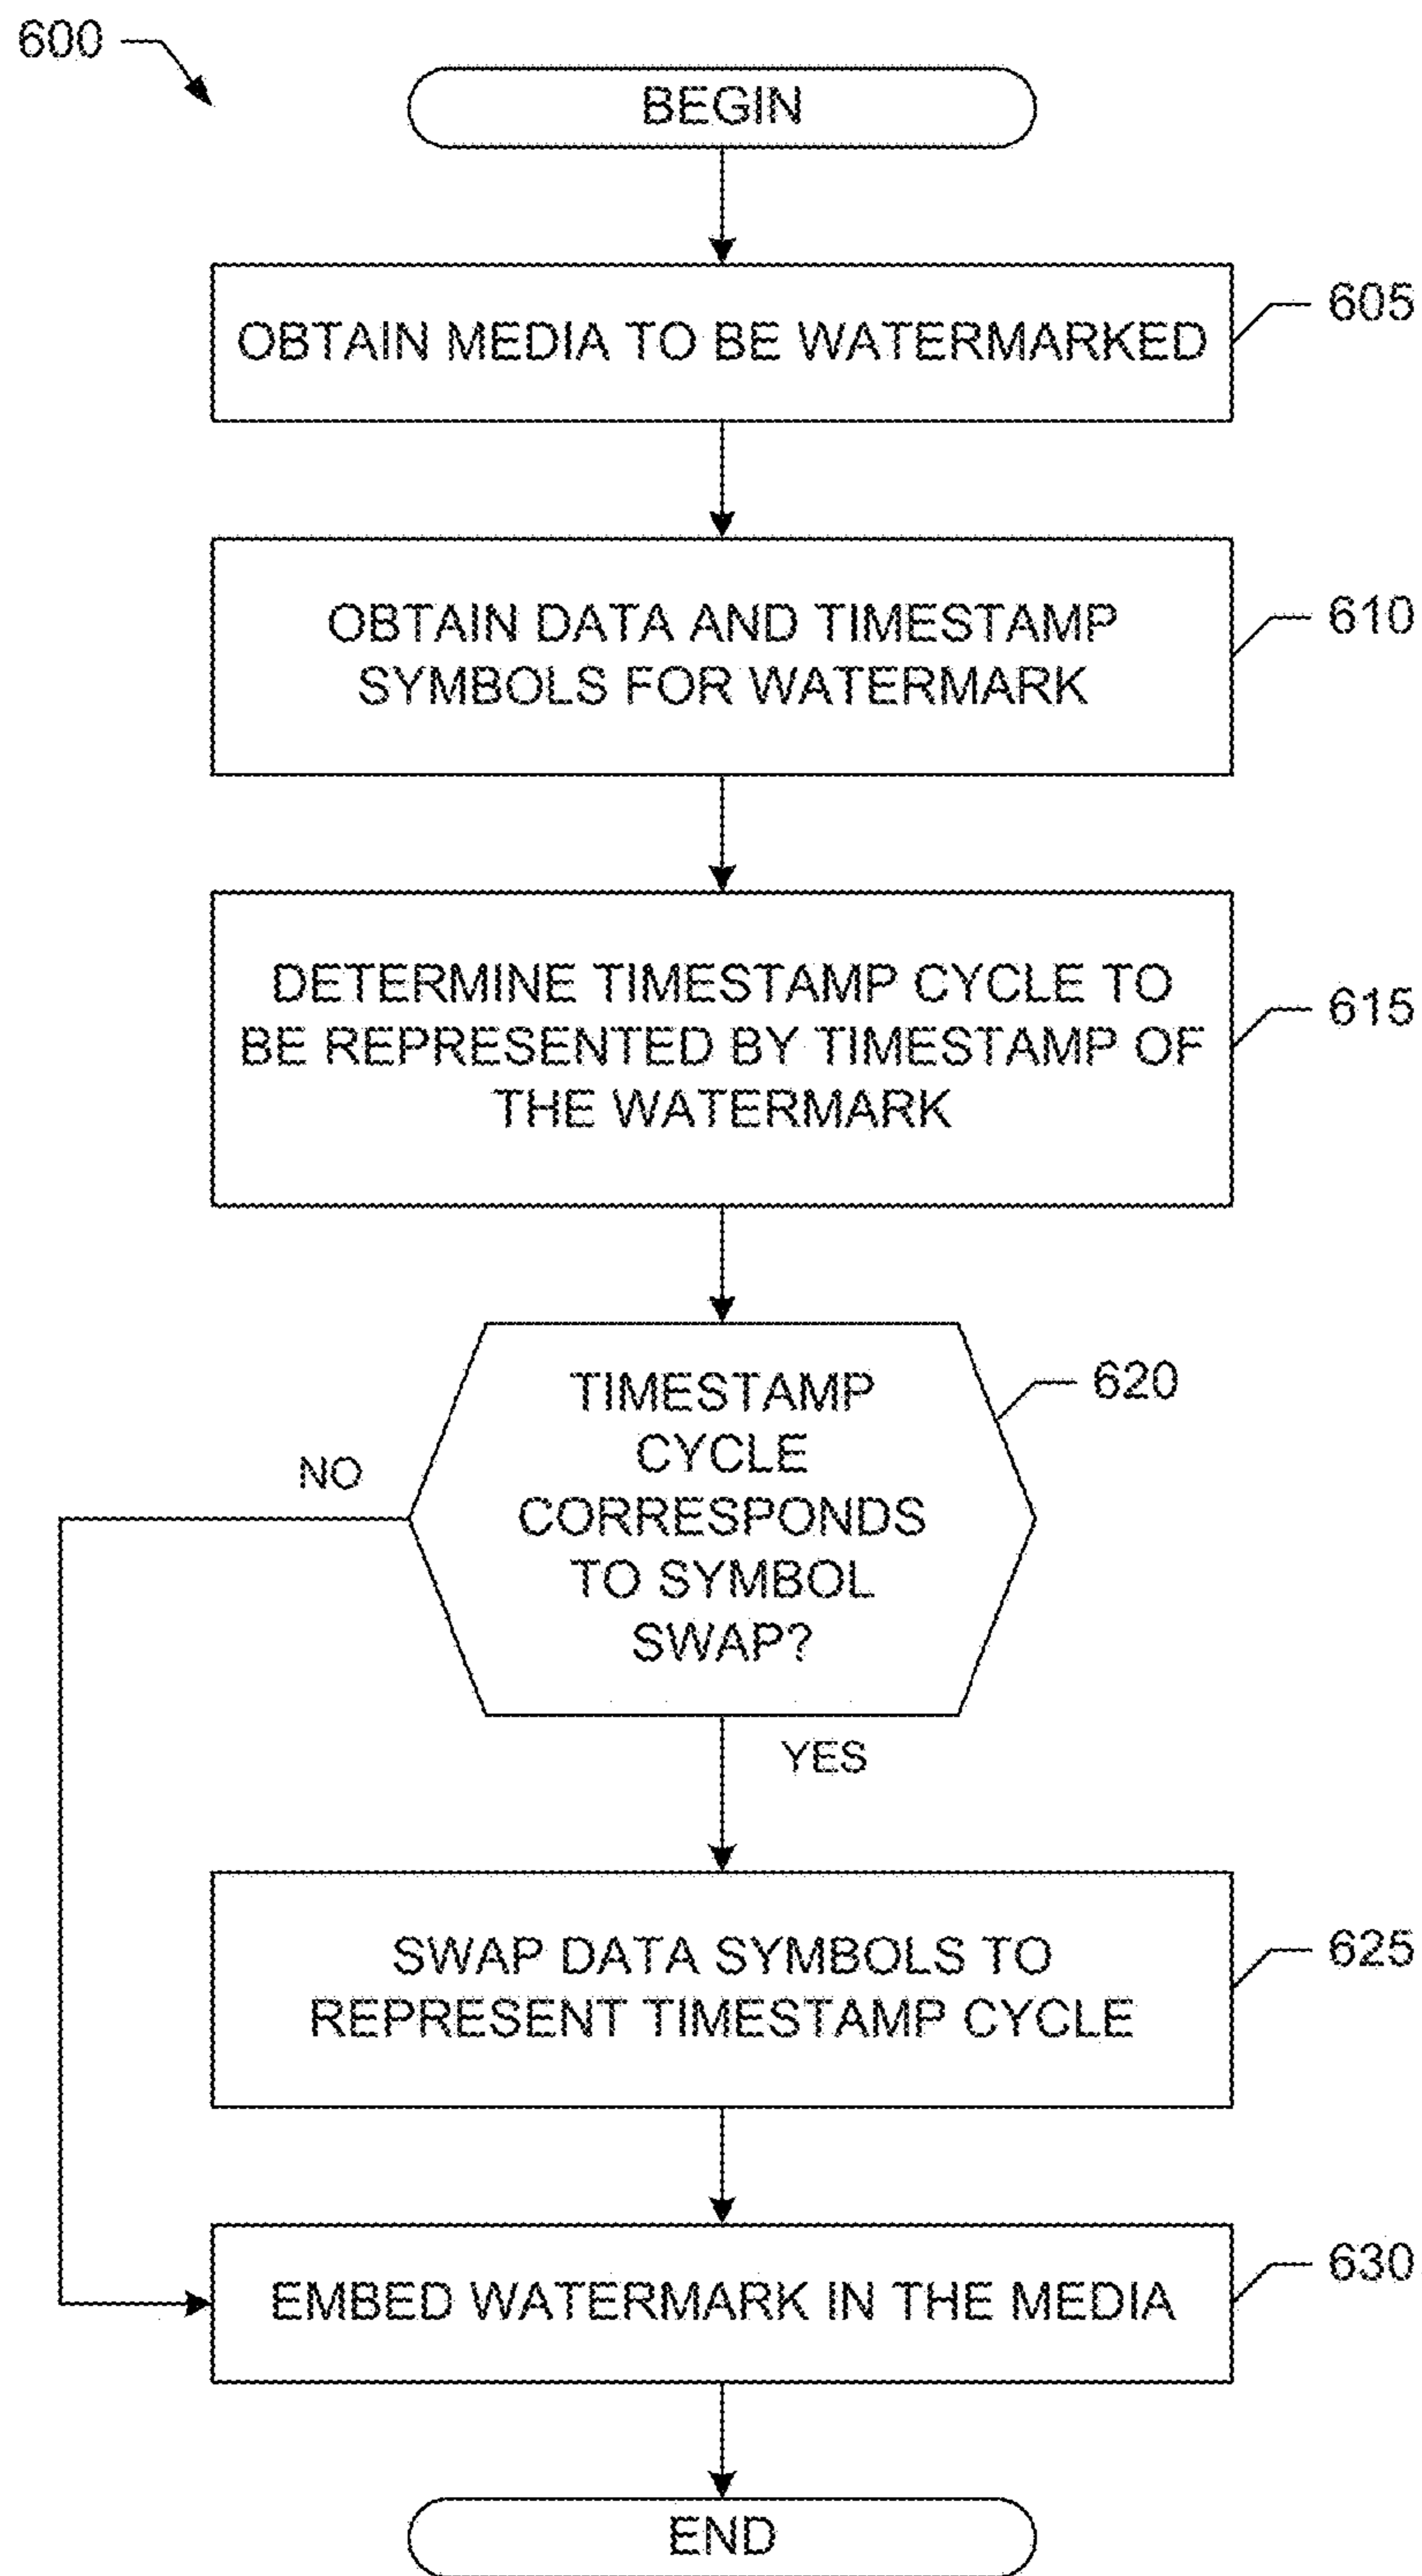 600
BEGIN
OBTAIN MEDIA TO BE WATERMARKED
605
OBTAIN DATA AND TIMESTAMP
SYMBOLS FOR WATERMARK
610
DETERMINE TIMESTAMP CYCLE TO
BE REPRESENTED BY TIMESTAMP OF
THE WATERMARK
615
TIMESTAMP
CYCLE
CORRESPONDS
TO SYMBOL
SWAP?
620
NO
YES
SWAP DATA SYMBOLS TO
REPRESENT TIMESTAMP CYCLE
625
EMBED WATERMARK IN THE MEDIA
630
END